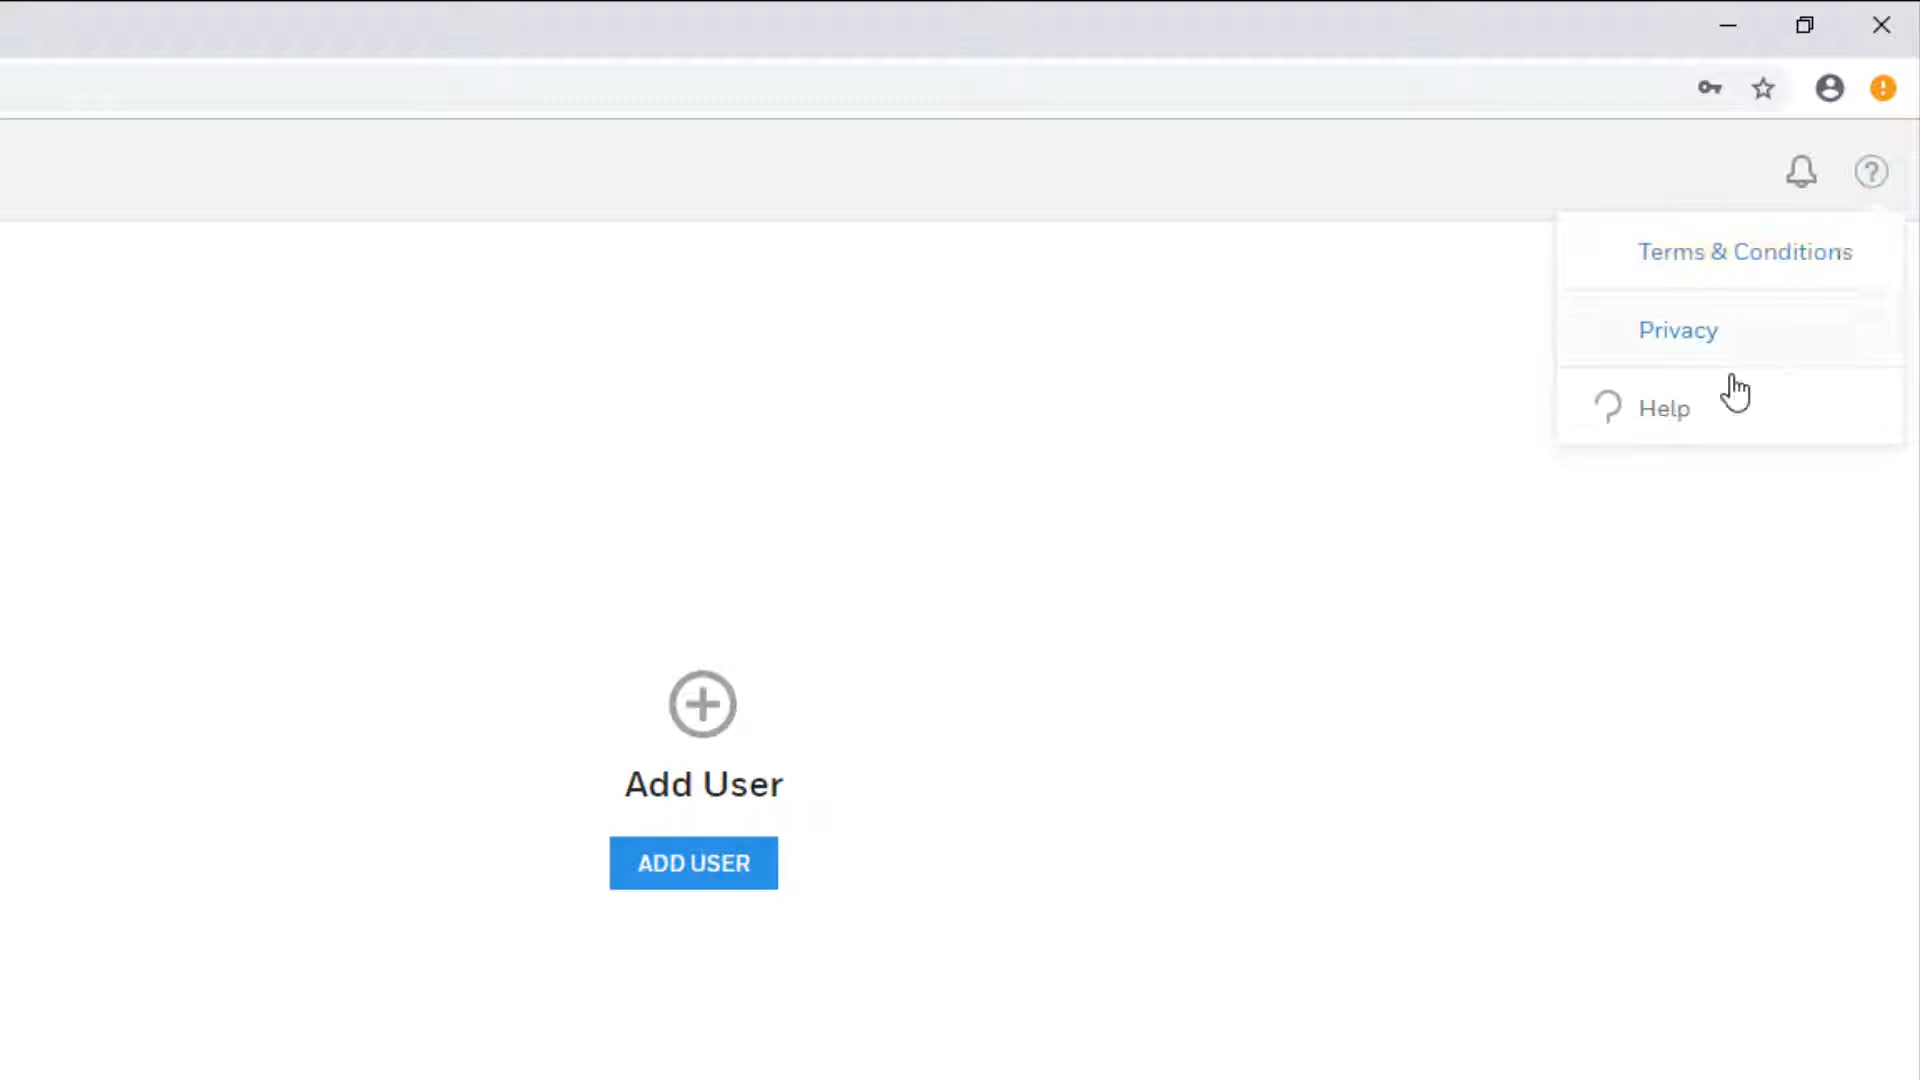 Terms & Conditions
Privacy
Help
Add User
ADD USER